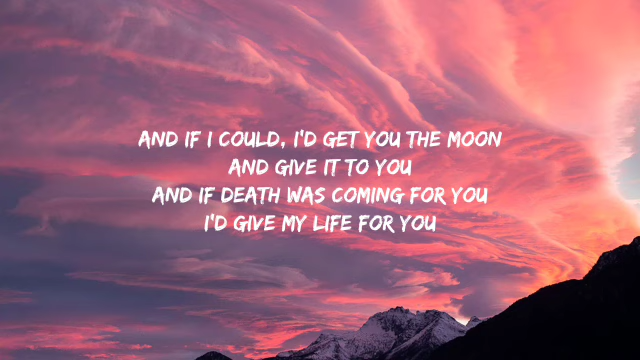 AND IF I COULD, I'D GET YOU THE MOON
AND GIVE IT TO YOU
AND IF DEATH WAS COMING FOR YOU
I'D GIVE MY LIFE FOR YOU